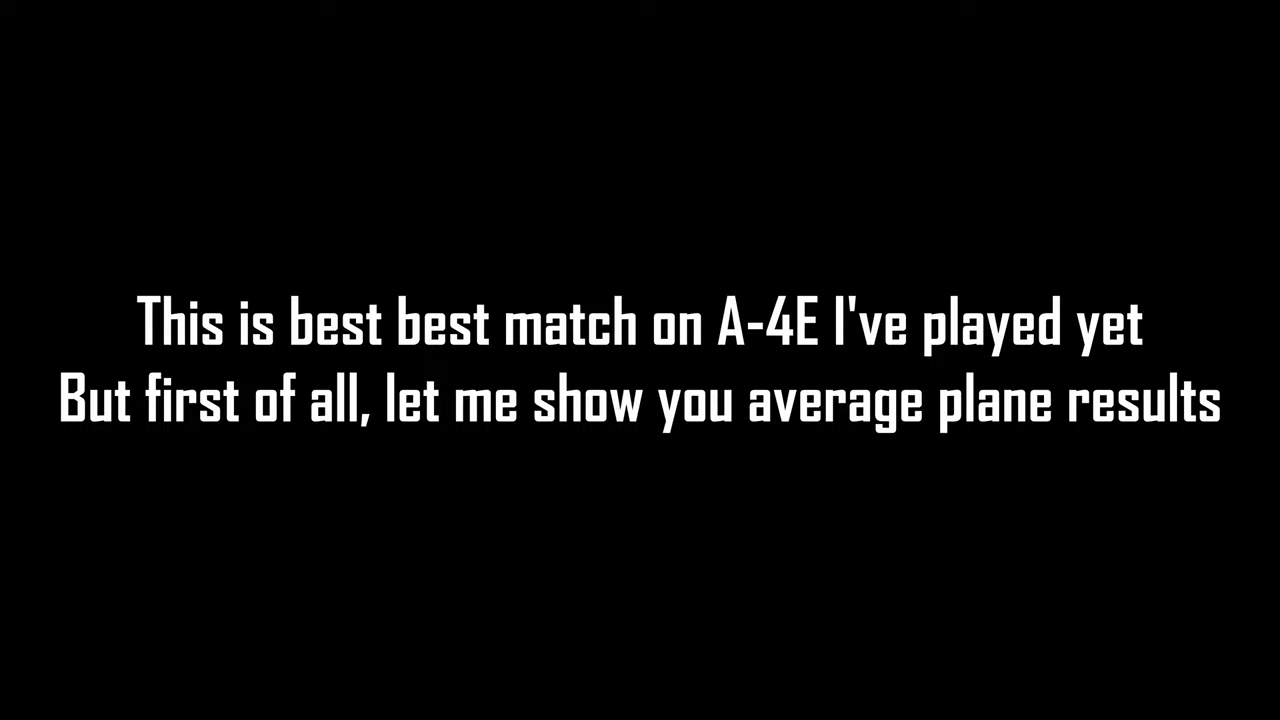 This is best best match on A-4E I've played yet
But first of all, let me show you average plane results